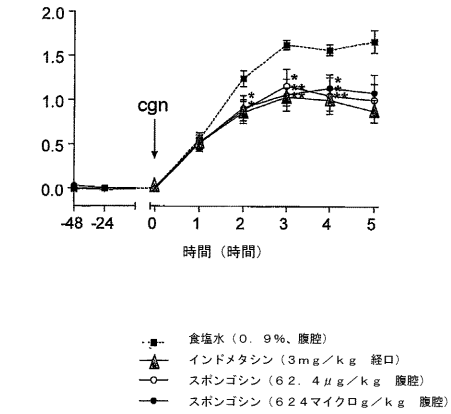 2.0
1.5
cgn
1.0
0.5
0.0
-48 -24 0 1 2 3 4 5
時間（時間）
食塩水（０．９%、腹腔）
インドメタシン（３ｍｇ／ｋｇ　経口）
スポンゴシン（６２．４μｇ／ｋｇ　腹腔）
スポンゴシン（６２４マイクロｇ／ｋｇ　腹腔）